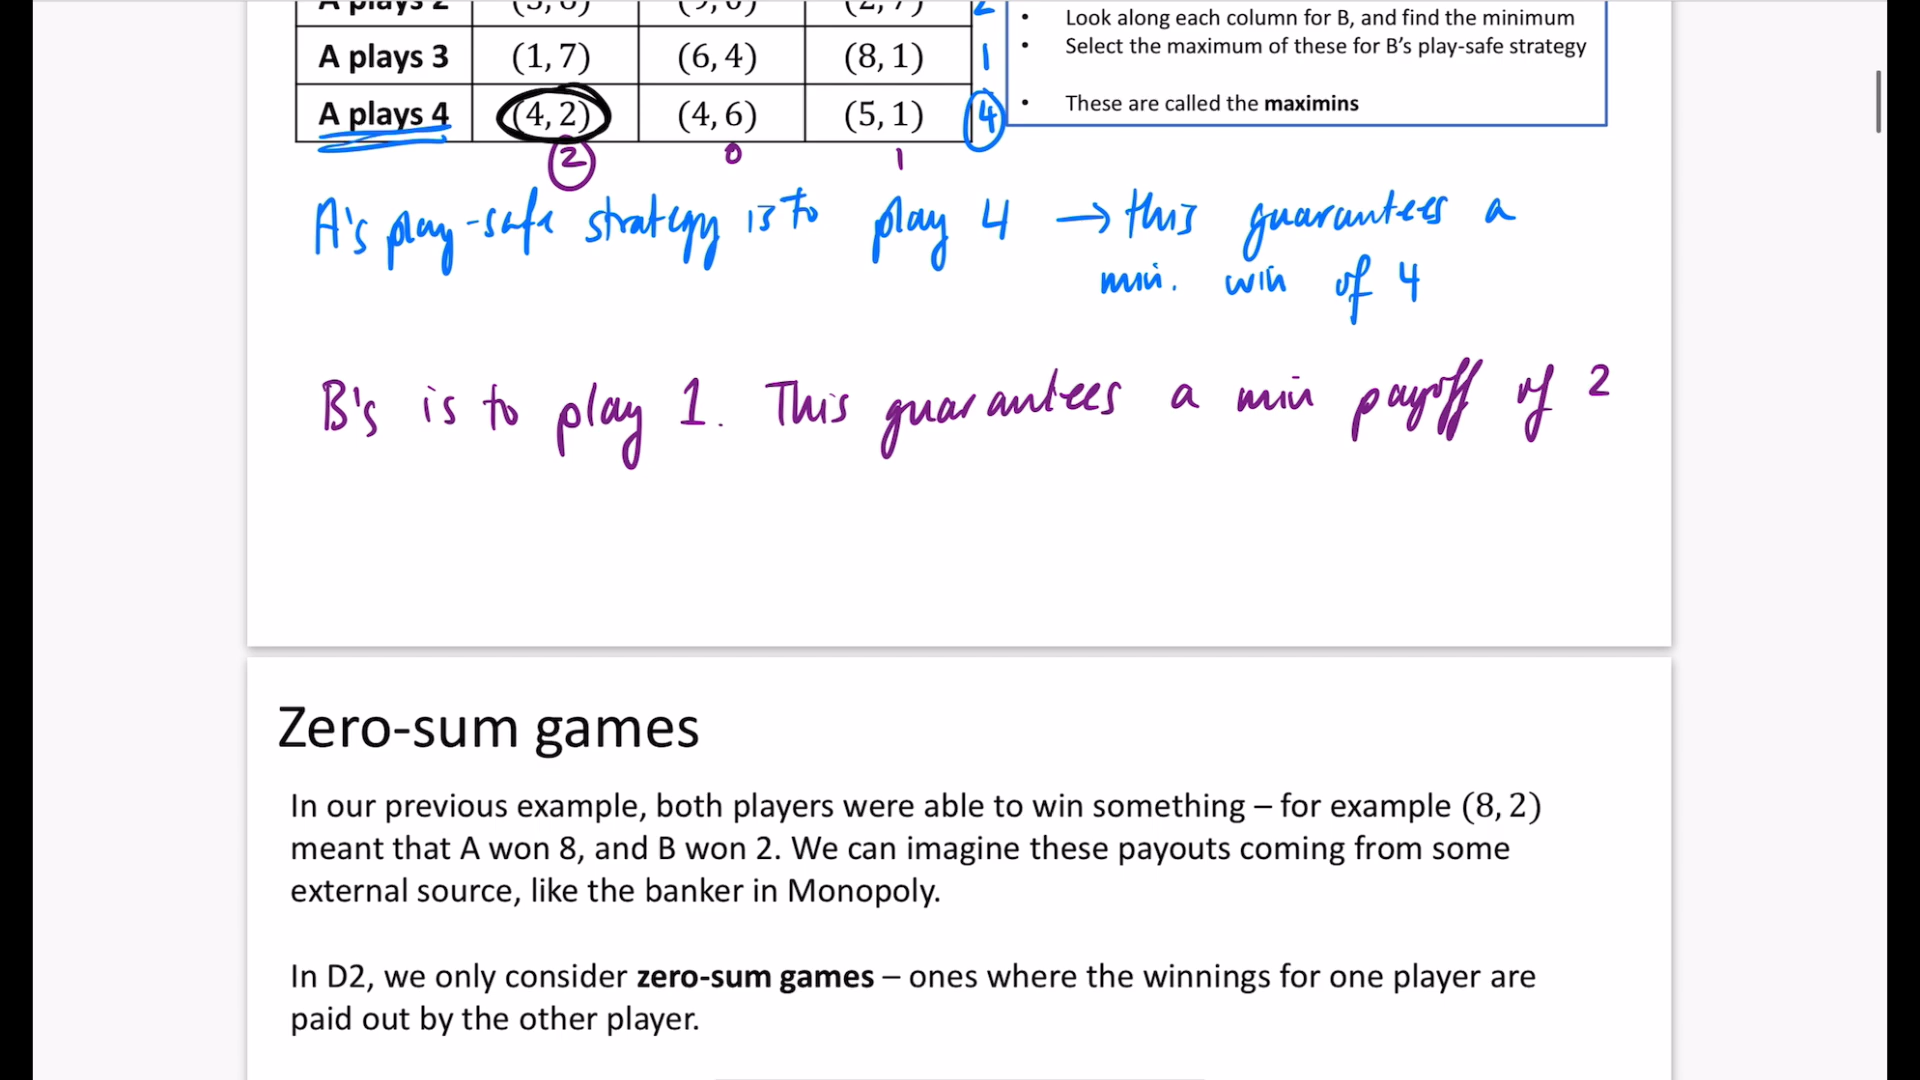 A plays 2 2
• Look along each column for B, and find the minimum
• Select the maximum of these for B's play-safe strategy
A plays 3 (1, 7) (6, 4) (8, 1) 1
• These are called the maximins
A plays 4 (4, 2) (4, 6) (5, 1) 4
2 0 1
A's play-safe strategy is to play 4 → this guarantees a
min. win of 4
B's is to play 1. This guarantees a min payoff of 2
Zero-sum games
In our previous example, both players were able to win something – for example (8, 2)
meant that A won 8, and B won 2. We can imagine these payouts coming from some
external source, like the banker in Monopoly.
In D2, we only consider zero-sum games – ones where the winnings for one player are
paid out by the other player.